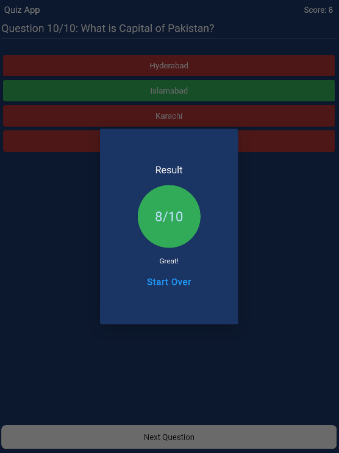 Quiz App
Score: 8
Question 10/10: What is Capital of Pakistan?
Hyderabad
Islamabad
Karachi
Result
8/10
Great!
Start Over
Next Question